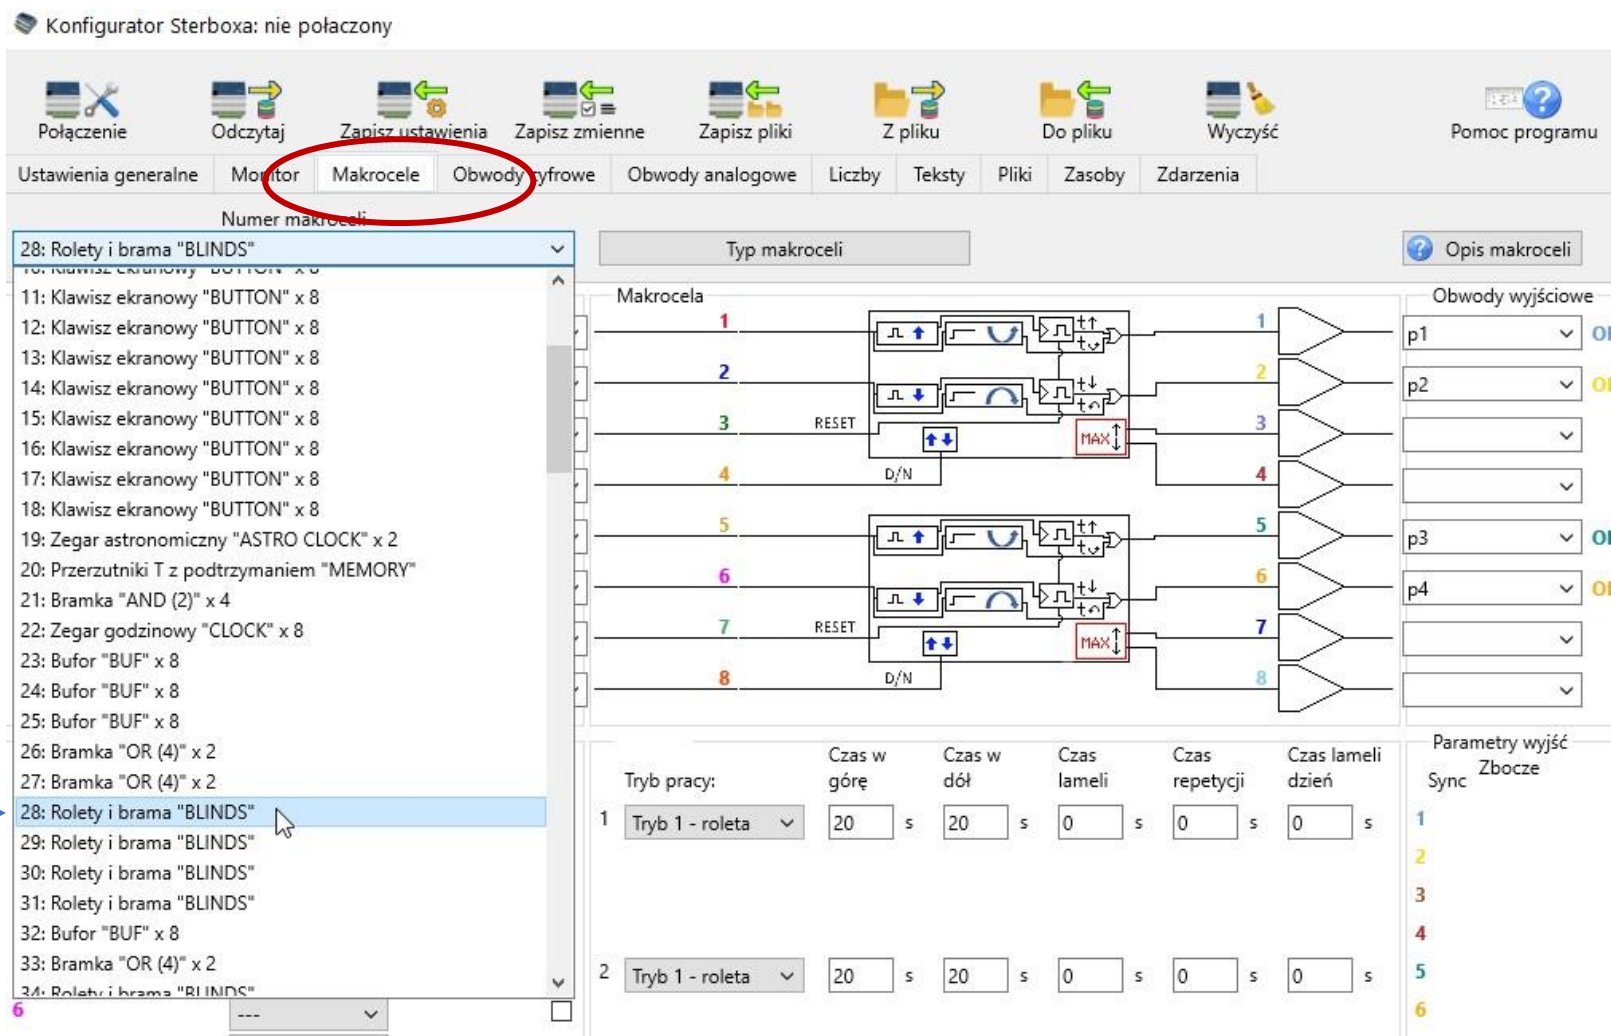 Konfigurator Sterboxa: nie połaczony
Połączenie Odczytaj Zapisz ustawienia Zapisz zmienne Zapisz pliki Z pliku Do pliku Wyczyść Pomoc programu
Ustawienia generalne Monitor Makrocele Obwody cyfrowe Obwody analogowe Liczby Teksty Pliki Zasoby Zdarzenia
Numer makroceli
28: Rolety i brama "BLINDS" Typ makroceli Opis makroceli
10: Klawisz ekranowy "BUTTON" x 8
11: Klawisz ekranowy "BUTTON" x 8
12: Klawisz ekranowy "BUTTON" x 8
13: Klawisz ekranowy "BUTTON" x 8
14: Klawisz ekranowy "BUTTON" x 8
15: Klawisz ekranowy "BUTTON" x 8
16: Klawisz ekranowy "BUTTON" x 8
17: Klawisz ekranowy "BUTTON" x 8
18: Klawisz ekranowy "BUTTON" x 8
19: Zegar astronomiczny "ASTRO CLOCK" x 2
20: Przerzutniki T z podtrzymaniem "MEMORY"
21: Bramka "AND (2)" x 4
22: Zegar godzinowy "CLOCK" x 8
23: Bufor "BUF" x 8
24: Bufor "BUF" x 8
25: Bufor "BUF" x 8
26: Bramka "OR (4)" x 2
27: Bramka "OR (4)" x 2
28: Rolety i brama "BLINDS"
29: Rolety i brama "BLINDS"
30: Rolety i brama "BLINDS"
31: Rolety i brama "BLINDS"
32: Bufor "BUF" x 8
33: Bramka "OR (4)" x 2
34: Rolety i brama "BLINDS"
6 ---
Makrocela
1 t↑ 1
t
2 t↓ 2
t
3 RESET MAX 3
4 D/N 4
5 t↑ 5
t
6 t↓ 6
t
7 RESET MAX 7
8 D/N 8
Obwody wyjściowe
p1
p2
p3
p4
Tryb pracy: Czas w górę Czas w dół Czas lameli Czas repetycji Czas lameli dzień
1 Tryb 1 - roleta 20 s 20 s 0 s 0 s 0 s
2 Tryb 1 - roleta 20 s 20 s 0 s 0 s 0 s
Parametry wyjść
Sync Zbocze
1
2
3
4
5
6